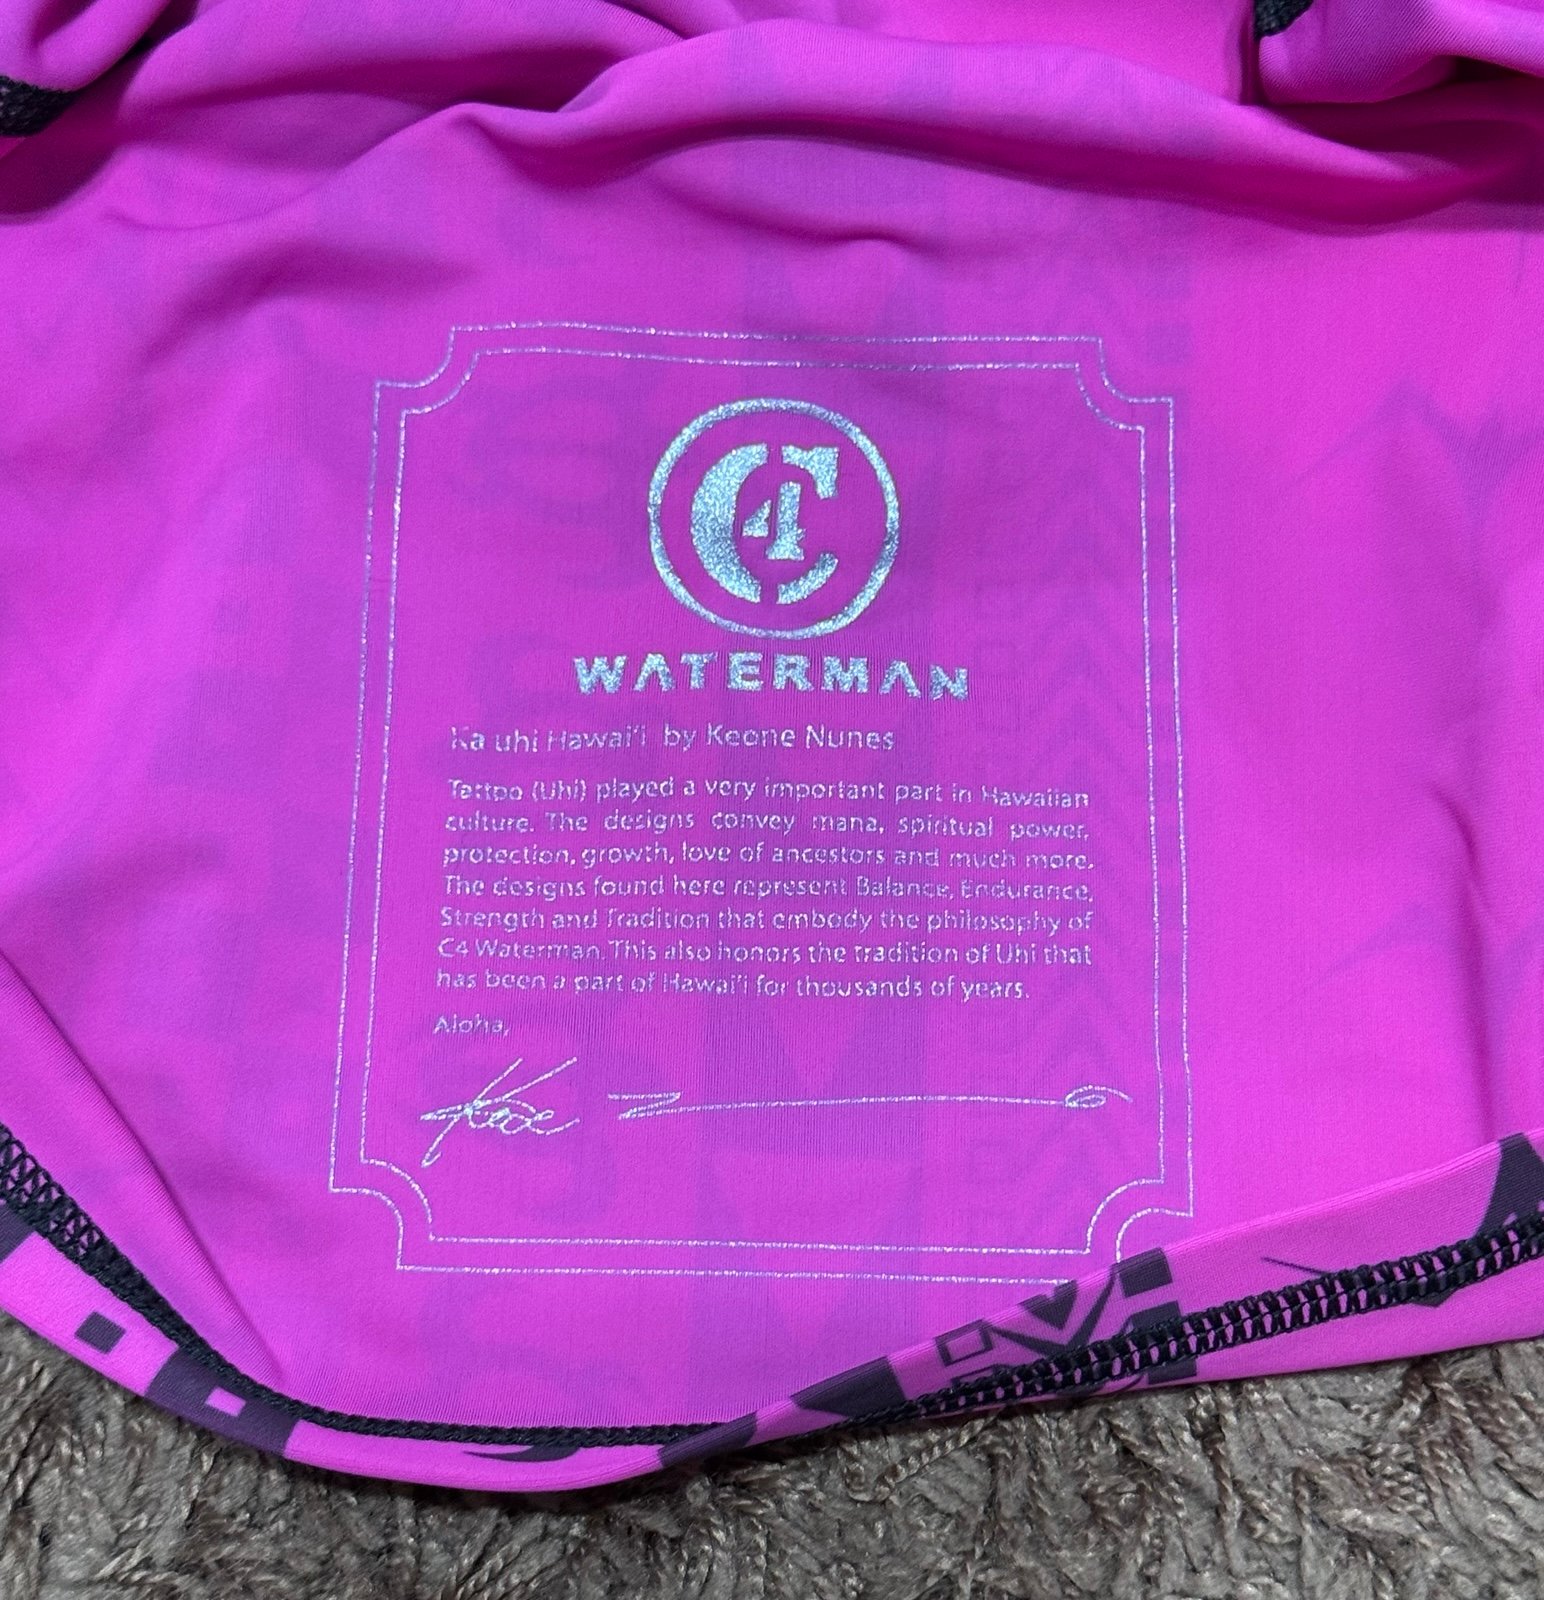 C4
WATERMAN
Ka uhi Hawai'i by Keone Nunes
Tattoo (Uhi) played a very important part in Hawaiian
culture. The designs convey mana, spiritual power,
protection, growth, love of ancestors and much more.
The designs found here represent Balance, Endurance,
Strength and Tradition that embody the philosophy of
C4 Waterman. This also honors the tradition of Uhi that
has been a part of Hawai'i for thousands of years.
Aloha,